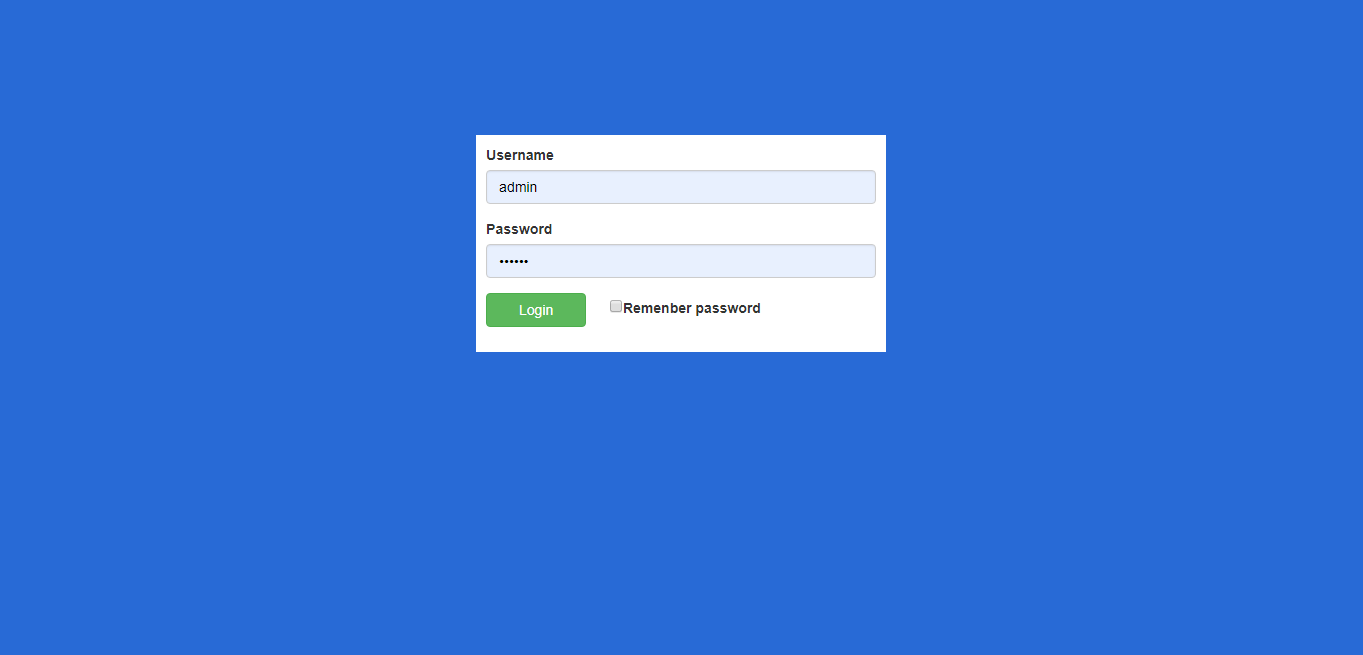 Username
admin
Password
••••••
Login
Remenber password